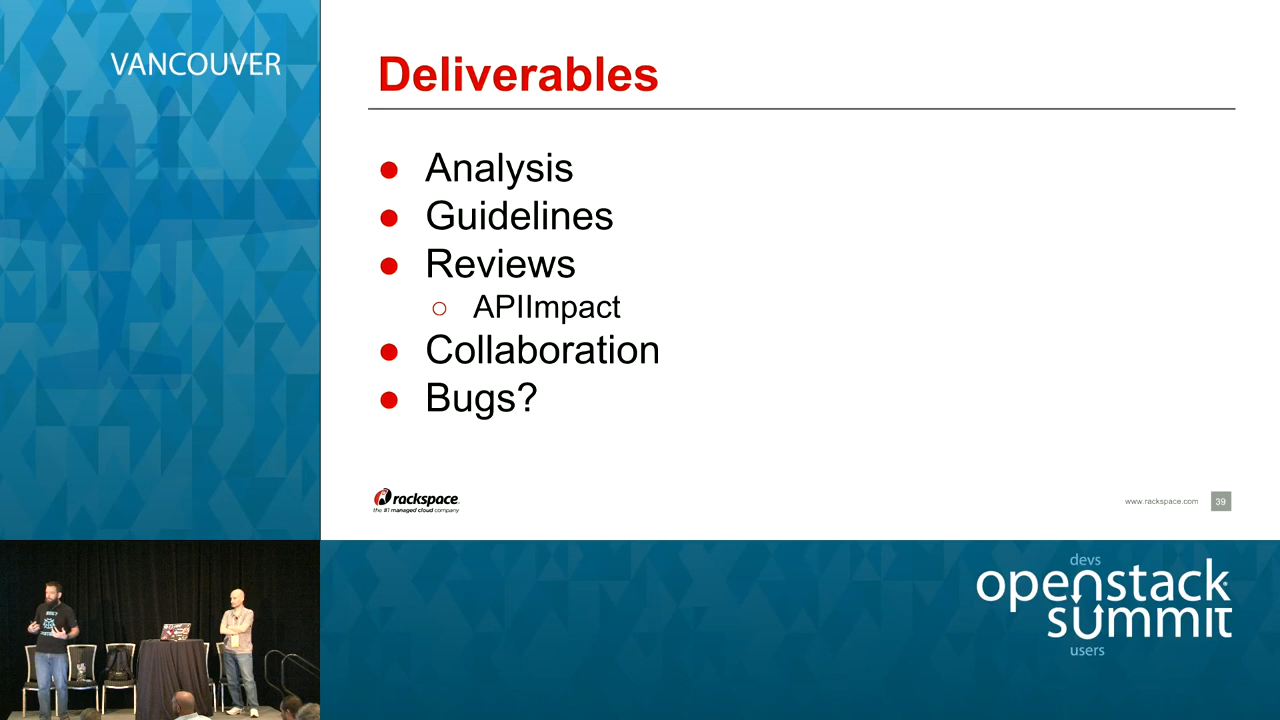 VANCOUVER
Deliverables
● Analysis
● Guidelines
● Reviews
○ APIImpact
● Collaboration
● Bugs?
rackspace
the #1 managed cloud company
www.rackspace.com
39
devs
openstack
summit
users